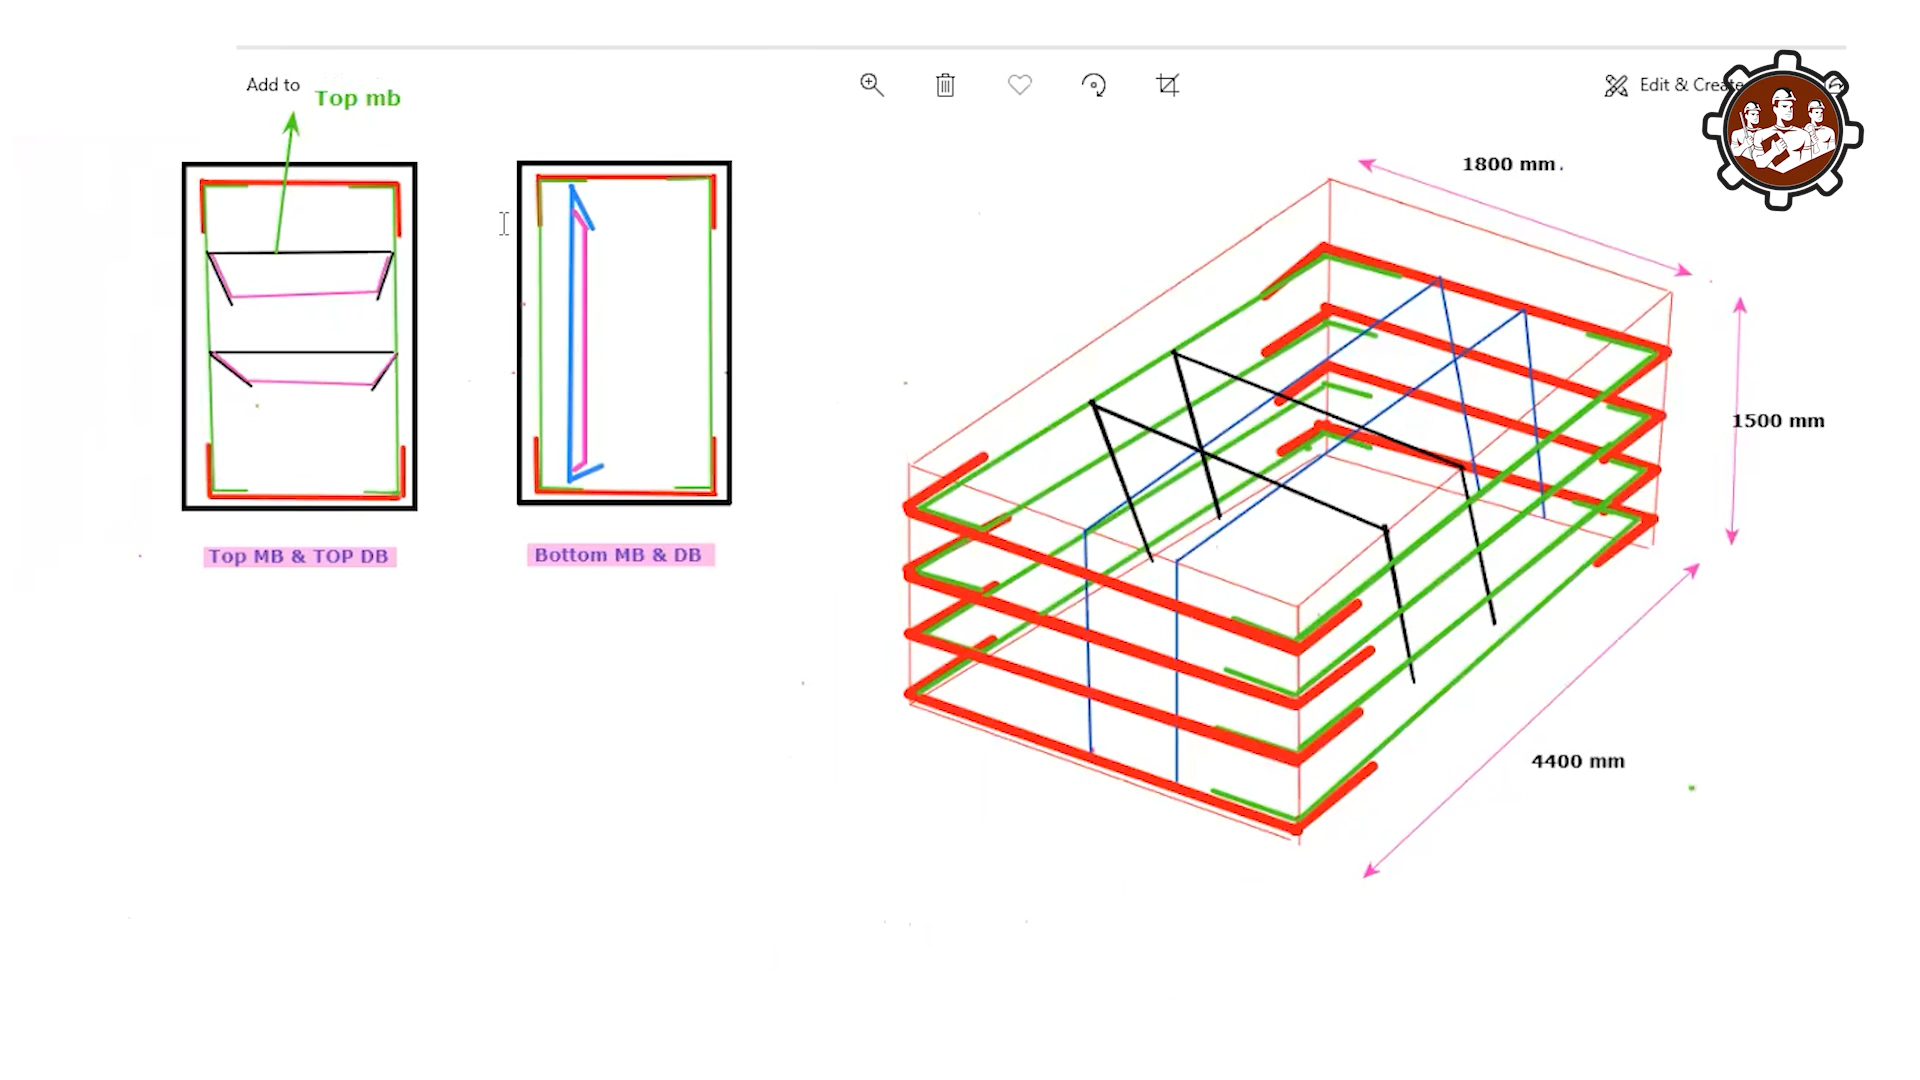 Add to
Top mb
Edit & Create
1800 mm.
1500 mm
Top MB & TOP DB
Bottom MB & DB
4400 mm